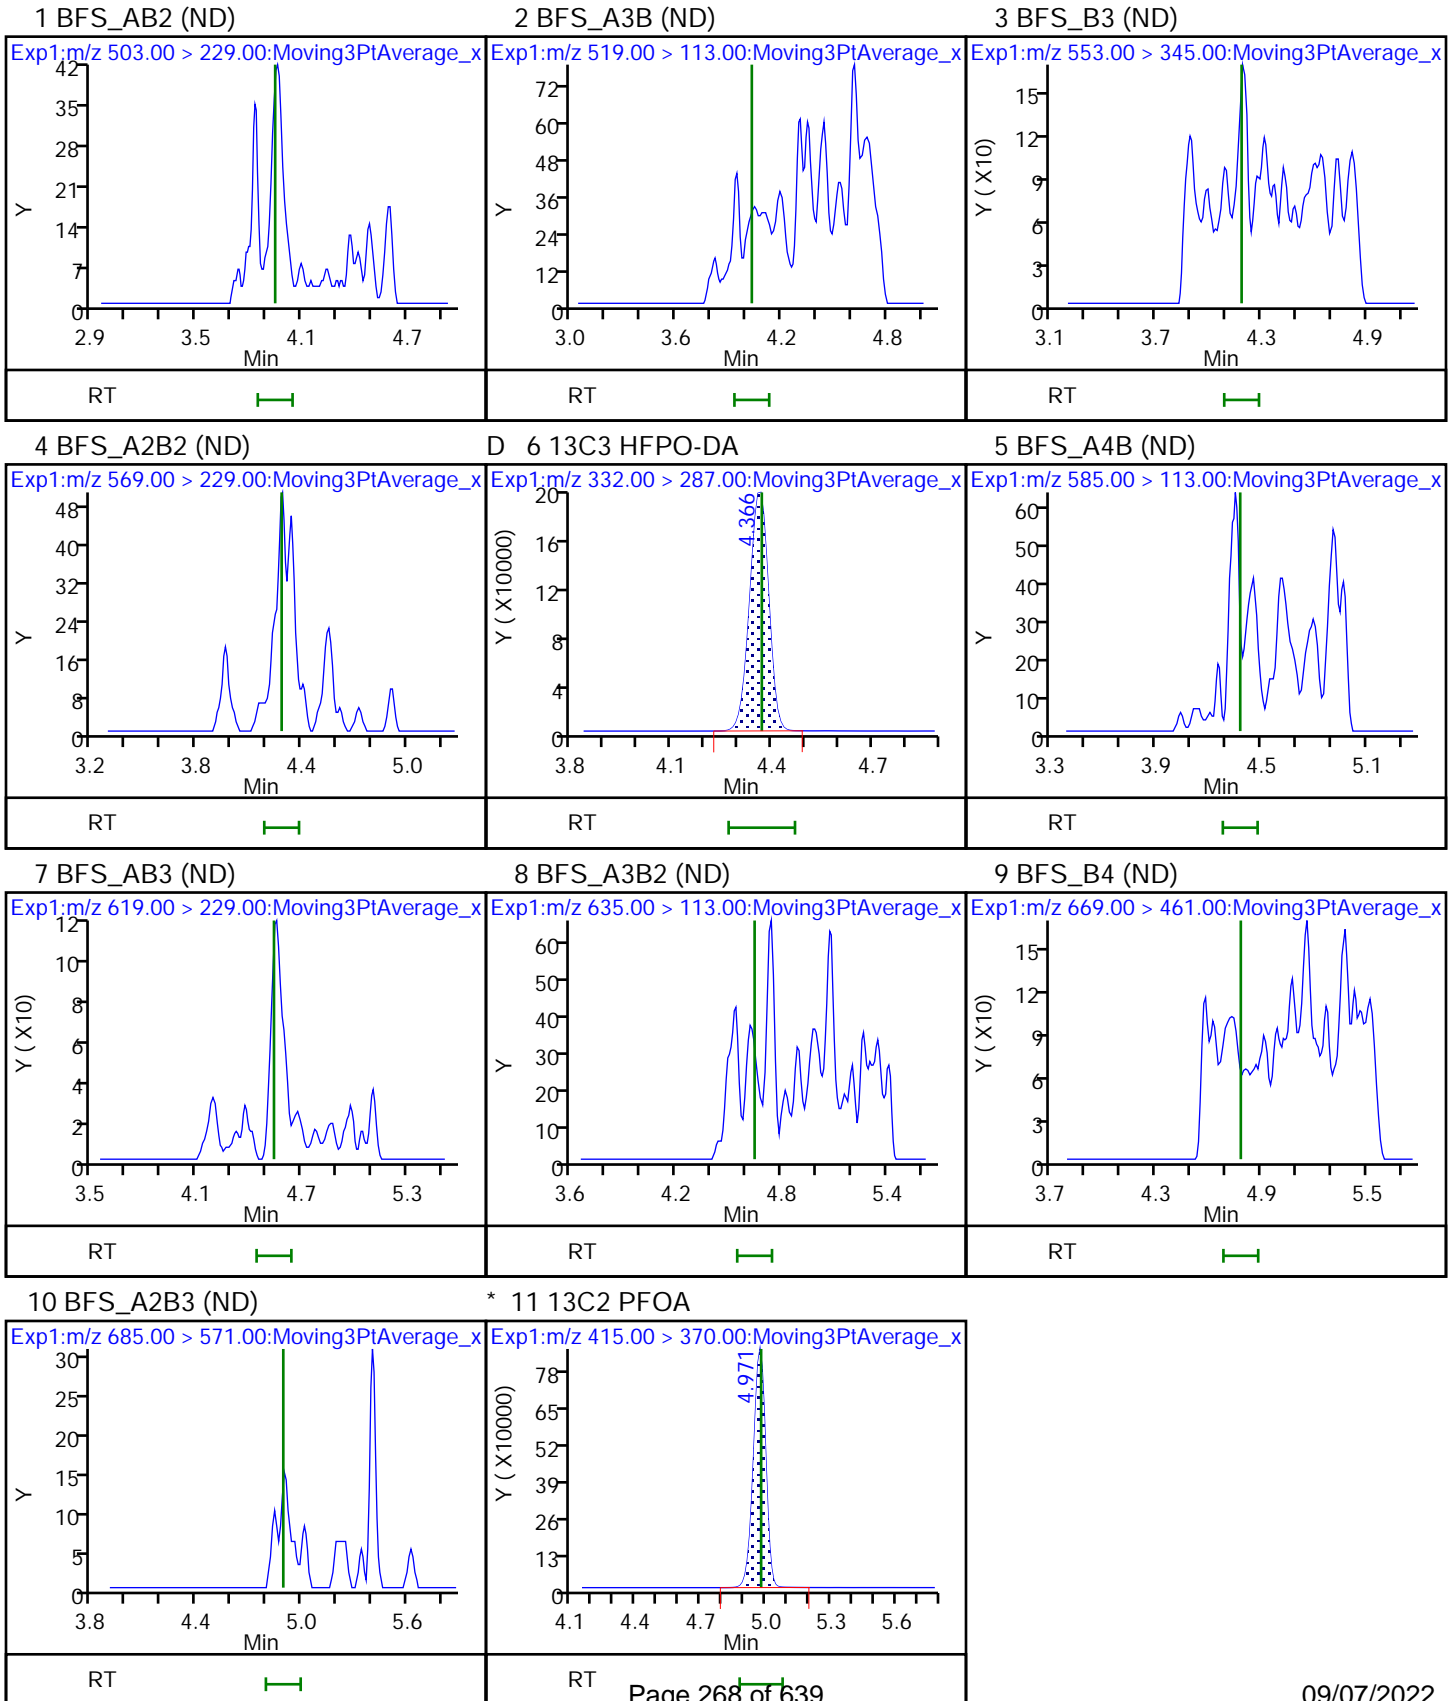 1 BFS_AB2 (ND)
2 BFS_A3B (ND)
3 BFS_B3 (ND)
Exp1:m/z 503.00 > 229.00:Moving3PtAverage_x
Exp1:m/z 519.00 > 113.00:Moving3PtAverage_x
Exp1:m/z 553.00 > 345.00:Moving3PtAverage_x
42
35
28
21
14
7
0
Y
2.9 3.5 4.1 4.7
Min
RT
72
60
48
36
24
12
0
Y
3.0 3.6 4.2 4.8
Min
RT
15
12
9
6
3
0
Y ( X10)
3.1 3.7 4.3 4.9
Min
RT
4 BFS_A2B2 (ND)
D 6 13C3 HFPO-DA
5 BFS_A4B (ND)
Exp1:m/z 569.00 > 229.00:Moving3PtAverage_x
Exp1:m/z 332.00 > 287.00:Moving3PtAverage_x
Exp1:m/z 585.00 > 113.00:Moving3PtAverage_x
48
40
32
24
16
8
0
Y
3.2 3.8 4.4 5.0
Min
RT
20
16
12
8
4
0
Y ( X10000)
4.366
3.8 4.1 4.4 4.7
Min
RT
60
50
40
30
20
10
0
Y
3.3 3.9 4.5 5.1
Min
RT
7 BFS_AB3 (ND)
8 BFS_A3B2 (ND)
9 BFS_B4 (ND)
Exp1:m/z 619.00 > 229.00:Moving3PtAverage_x
Exp1:m/z 635.00 > 113.00:Moving3PtAverage_x
Exp1:m/z 669.00 > 461.00:Moving3PtAverage_x
12
10
8
6
4
2
0
Y ( X10)
3.5 4.1 4.7 5.3
Min
RT
60
50
40
30
20
10
0
Y
3.6 4.2 4.8 5.4
Min
RT
15
12
9
6
3
0
Y ( X10)
3.7 4.3 4.9 5.5
Min
RT
10 BFS_A2B3 (ND)
* 11 13C2 PFOA
Exp1:m/z 685.00 > 571.00:Moving3PtAverage_x
Exp1:m/z 415.00 > 370.00:Moving3PtAverage_x
30
25
20
15
10
5
0
Y
3.8 4.4 5.0 5.6
Min
RT
78
65
52
39
26
13
0
Y ( X10000)
4.971
4.1 4.4 4.7 5.0 5.3 5.6
Min
RT
Page 268 of 639
09/07/2022